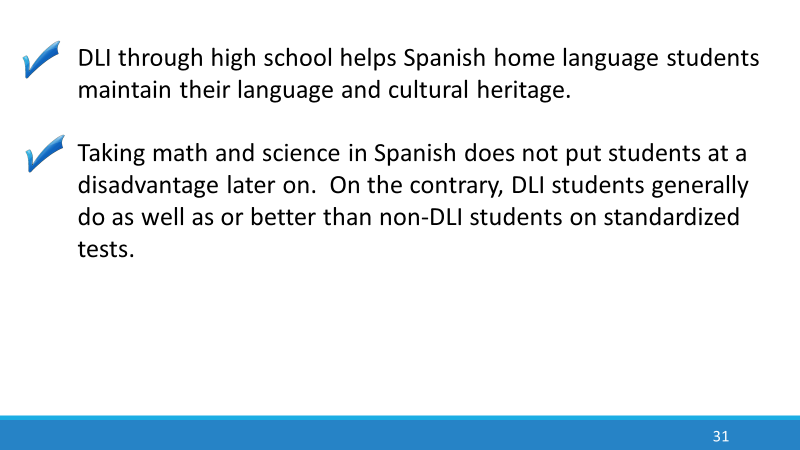 DLI through high school helps Spanish home language students
maintain their language and cultural heritage.
Taking math and science in Spanish does not put students at a
disadvantage later on.  On the contrary, DLI students generally
do as well as or better than non-DLI students on standardized
tests.
31